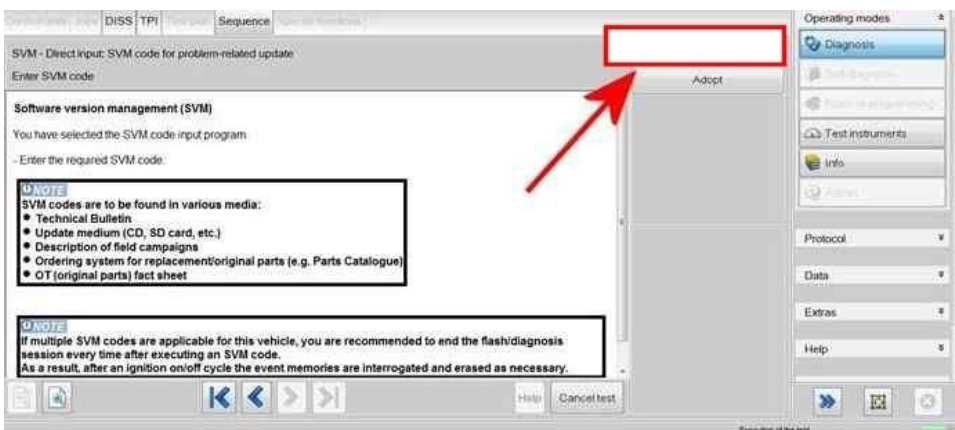 DISS TPI Sequence
Operating modes
SVM - Direct input: SVM code for problem-related update
Diagnosis
Enter SVM code
Adopt
Software version management (SVM)
You have selected the SVM code input program.
Test instruments
- Enter the required SVM code.
Info
NOTE
SVM codes are to be found in various media:
• Technical Bulletin
• Update medium (CD, SD card, etc.)
• Description of field campaigns
• Ordering system for replacement/original parts (e.g. Parts Catalogue)
• OT (original parts) fact sheet
Protocol
Data
Extras
NOTE
If multiple SVM codes are applicable for this vehicle, you are recommended to end the flash/diagnosis
session every time after executing an SVM code.
As a result, after an ignition on/off cycle the event memories are interrogated and erased as necessary.
Help
Help Cancel test